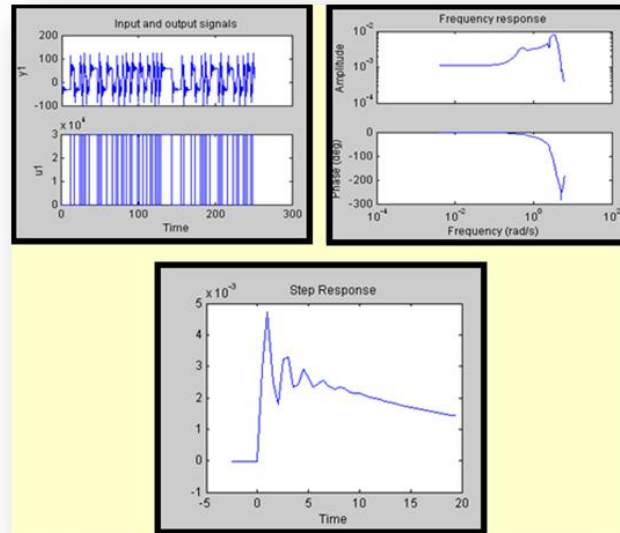 Input and output signals
y1
200
100
0
-100
x 10^4
u1
3
2
1
0
0 100 200 300
Time
Frequency response
Amplitude
10^-2
10^-3
10^-4
Phase (deg)
0
-100
-200
-300
10^-4 10^-2 10^0 10^2
Frequency (rad/s)
Step Response
x 10^-3
5
4
3
2
1
0
-1
-5 0 5 10 15 20
Time